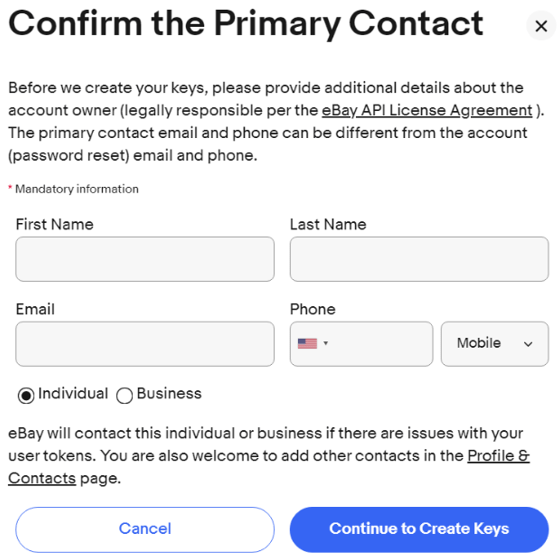 Confirm the Primary Contact
Before we create your keys, please provide additional details about the
account owner (legally responsible per the eBay API License Agreement ).
The primary contact email and phone can be different from the account
(password reset) email and phone.
* Mandatory information
First Name
Last Name
Email
Phone
Mobile
Individual
Business
eBay will contact this individual or business if there are issues with your
user tokens. You are also welcome to add other contacts in the Profile &
Contacts page.
Cancel
Continue to Create Keys